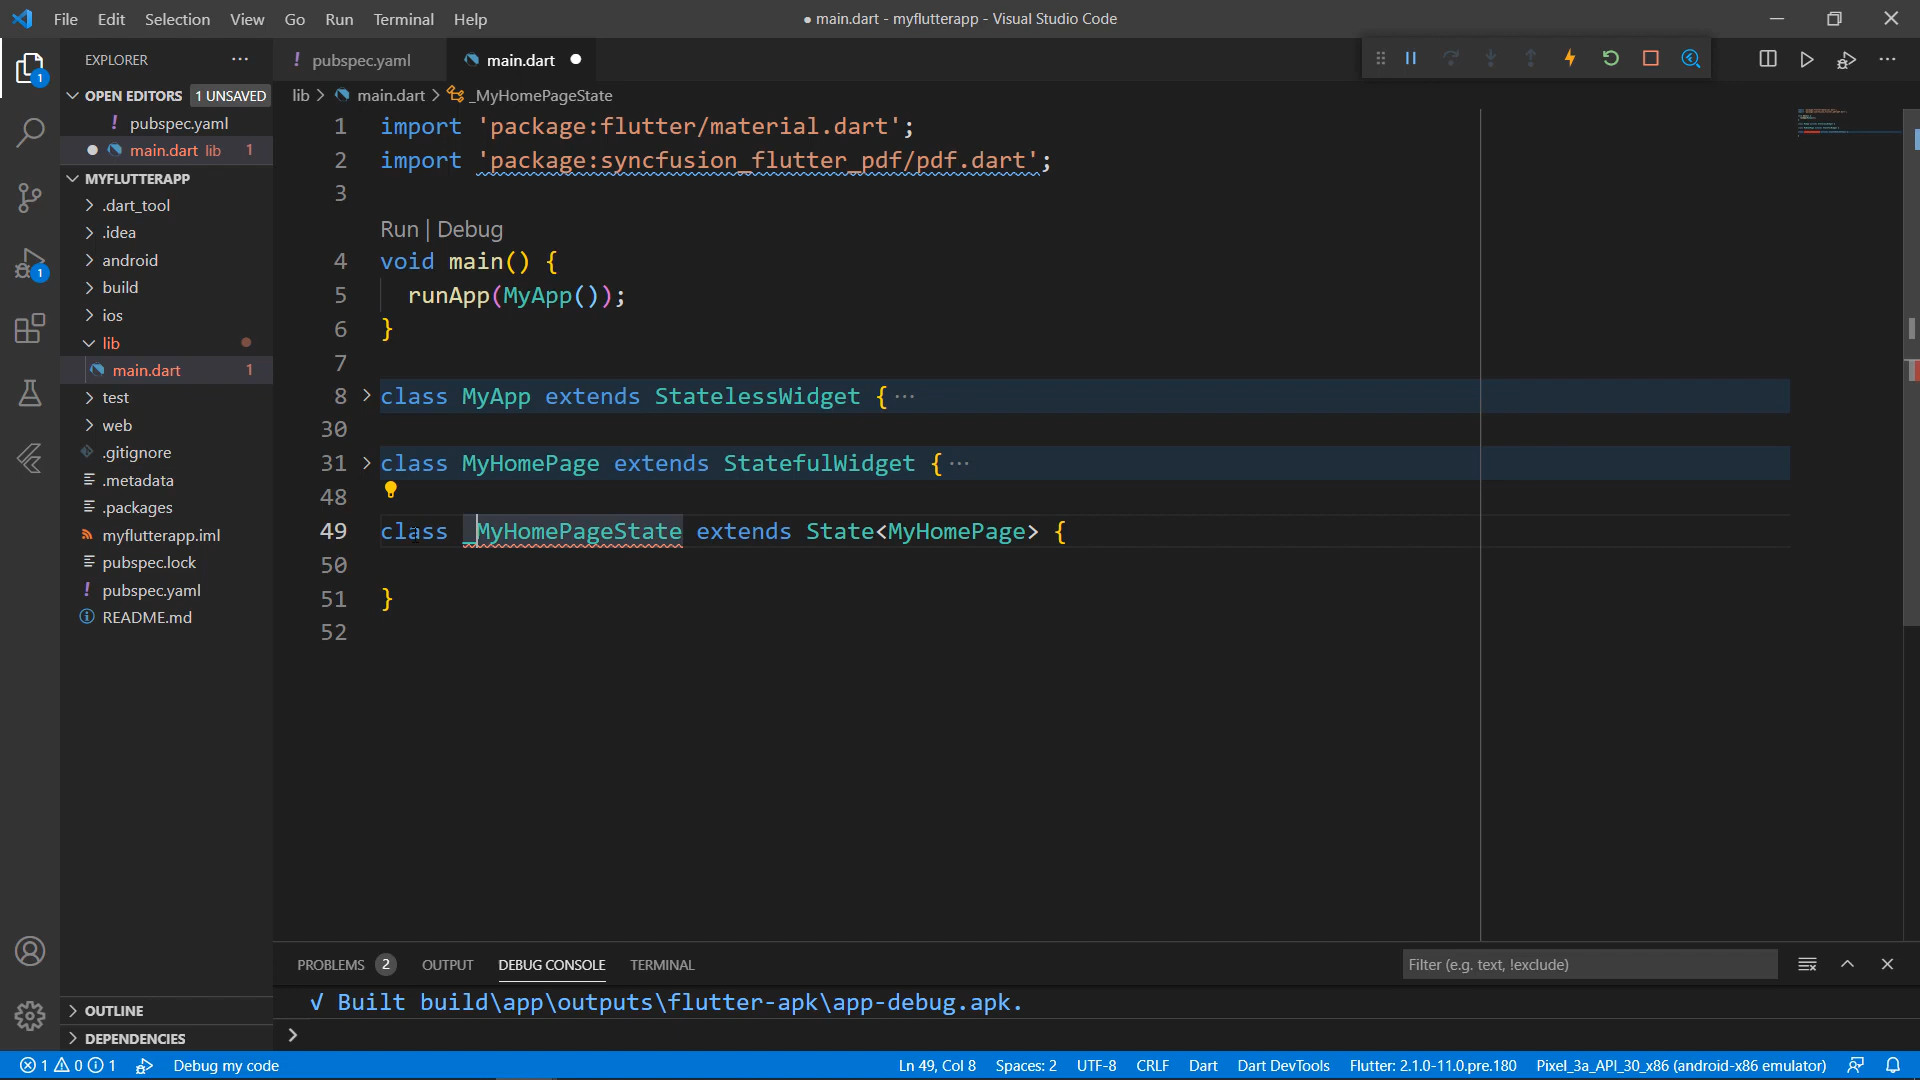 File Edit Selection View Go Run Terminal Help
● main.dart - myflutterapp - Visual Studio Code
EXPLORER
OPEN EDITORS 1 UNSAVED
! pubspec.yaml
main.dart lib 1
MYFLUTTERAPP
.dart_tool
.idea
android
build
ios
lib
main.dart 1
test
web
.gitignore
.metadata
.packages
myflutterapp.iml
pubspec.lock
! pubspec.yaml
README.md
OUTLINE
DEPENDENCIES
! pubspec.yaml
main.dart
lib > main.dart > _MyHomePageState
1 import 'package:flutter/material.dart';
2 import 'package:syncfusion_flutter_pdf/pdf.dart';
3
Run | Debug
4 void main() {
5 runApp(MyApp());
6 }
7
8 class MyApp extends StatelessWidget {···
30
31 class MyHomePage extends StatefulWidget {···
48
49 class _MyHomePageState extends State<MyHomePage> {
50
51 }
52
PROBLEMS 2 OUTPUT DEBUG CONSOLE TERMINAL
Filter (e.g. text, !exclude)
√ Built build\app\outputs\flutter-apk\app-debug.apk.
1 0 1 Debug my code
Ln 49, Col 8 Spaces: 2 UTF-8 CRLF Dart Dart DevTools Flutter: 2.1.0-11.0.pre.180 Pixel_3a_API_30_x86 (android-x86 emulator)
1
1